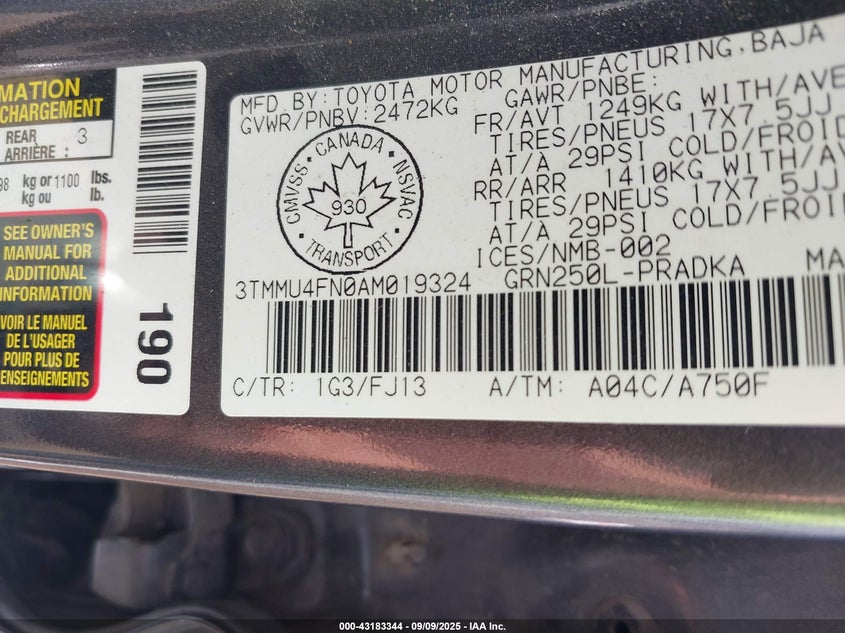 MATION
CHARGEMENT
REAR
ARRIÈRE : 3
98 kg or 1100 lbs.
kg ou lb.
SEE OWNER'S
MANUAL FOR
ADDITIONAL
INFORMATION
VOIR LE MANUEL
DE L'USAGER
POUR PLUS DE
RENSEIGNEMENTS
190
MFD. BY: TOYOTA MOTOR MANUFACTURING, BAJA
GVWR/PNBV: 2472KG GAWR/PNBE:
FR/AVT 1249KG WITH/AVE
TIRES/PNEUS 17X7.5JJ
AT/A 29PSI COLD/FROID
RR/ARR 1410KG WITH/AV
TIRES/PNEUS 17X7.5JJ
AT/A 29PSI COLD/FROI
ICES/NMB-002
CMVSS · CANADA · NSVAC · TRANSPORT ·
930
3TMMU4FN0AM019324 GRN250L-PRADKA MA
C/TR: 1G3/FJ13 A/TM: A04C/A750F
000-43183344 - 09/09/2025 - IAA Inc.